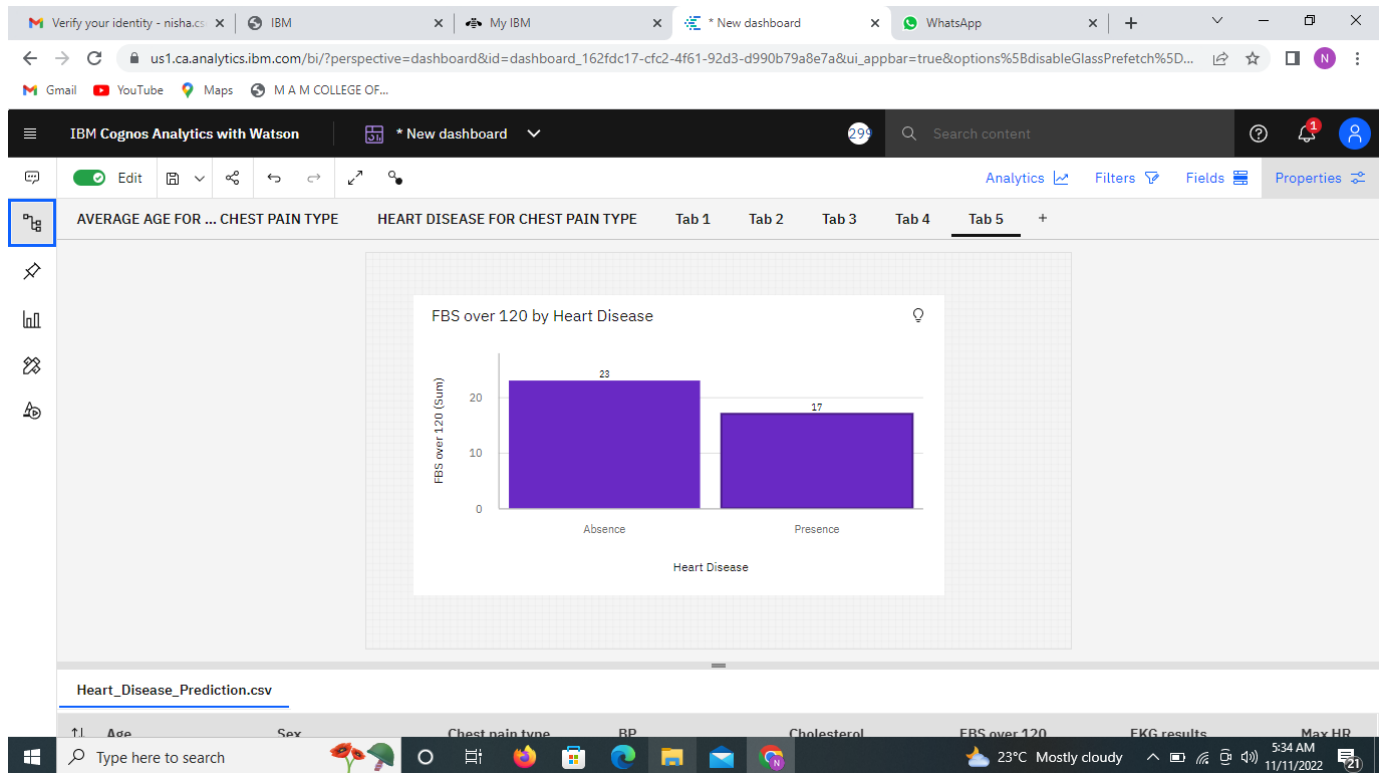 Verify your identity - nisha.cs
IBM
My IBM
* New dashboard
WhatsApp
us1.ca.analytics.ibm.com/bi/?perspective=dashboard&id=dashboard_162fdc17-cfc2-4f61-92d3-d990b79a8e7a&ui_appbar=true&options%5BdisableGlassPrefetch%5D...
N
Gmail
YouTube
Maps
M A M COLLEGE OF...
IBM Cognos Analytics with Watson
* New dashboard
299
Search content
1
Edit
Analytics
Filters
Fields
Properties
AVERAGE AGE FOR ... CHEST PAIN TYPE
HEART DISEASE FOR CHEST PAIN TYPE
Tab 1
Tab 2
Tab 3
Tab 4
Tab 5
FBS over 120 by Heart Disease
FBS over 120 (Sum)
20
10
0
23
17
Absence
Presence
Heart Disease
Heart_Disease_Prediction.csv
Age
Sex
Chest pain type
BP
Cholesterol
FBS over 120
EKG results
Max HR
Type here to search
N
23°C Mostly cloudy
5:34 AM
11/11/2022
21